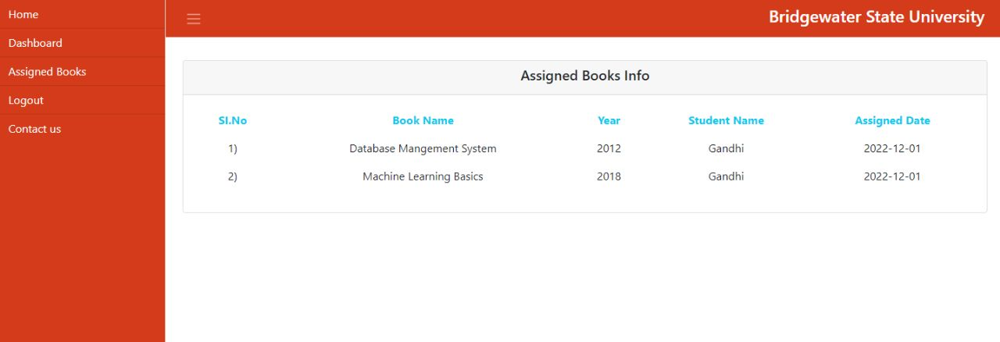 Home
Dashboard
Assigned Books
Logout
Contact us
Bridgewater State University
Assigned Books Info
SI.No Book Name Year Student Name Assigned Date
1) Database Mangement System 2012 Gandhi 2022-12-01
2) Machine Learning Basics 2018 Gandhi 2022-12-01